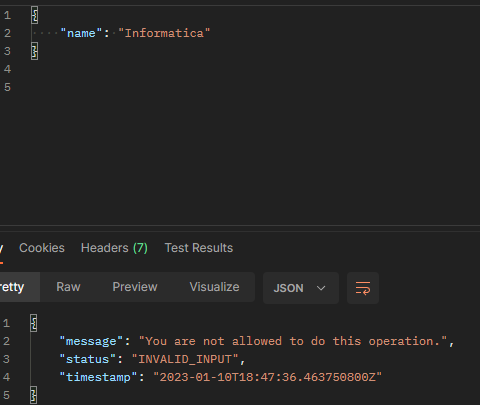 1 {
2 "name": "Informatica"
3 }
4
5
Cookies Headers (7) Test Results
Raw Preview Visualize JSON
1 {
2 "message": "You are not allowed to do this operation.",
3 "status": "INVALID_INPUT",
4 "timestamp": "2023-01-10T18:47:36.463750800Z"
5 }